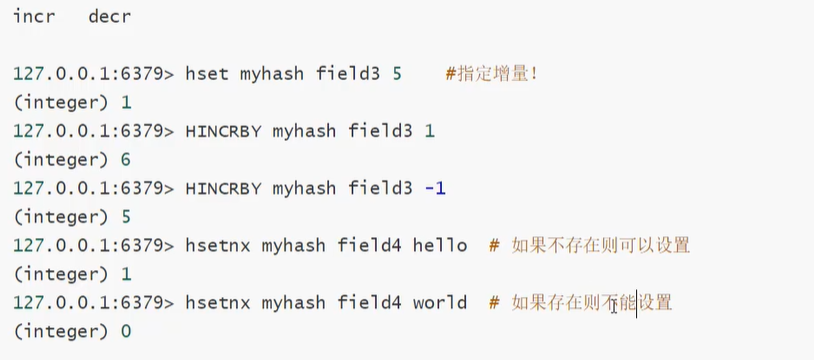 incr   decr
127.0.0.1:6379> hset myhash field3 5    #指定增量!
(integer) 1
127.0.0.1:6379> HINCRBY myhash field3 1
(integer) 6
127.0.0.1:6379> HINCRBY myhash field3 -1
(integer) 5
127.0.0.1:6379> hsetnx myhash field4 hello  # 如果不存在则可以设置
(integer) 1
127.0.0.1:6379> hsetnx myhash field4 world  # 如果存在则不能设置
(integer) 0